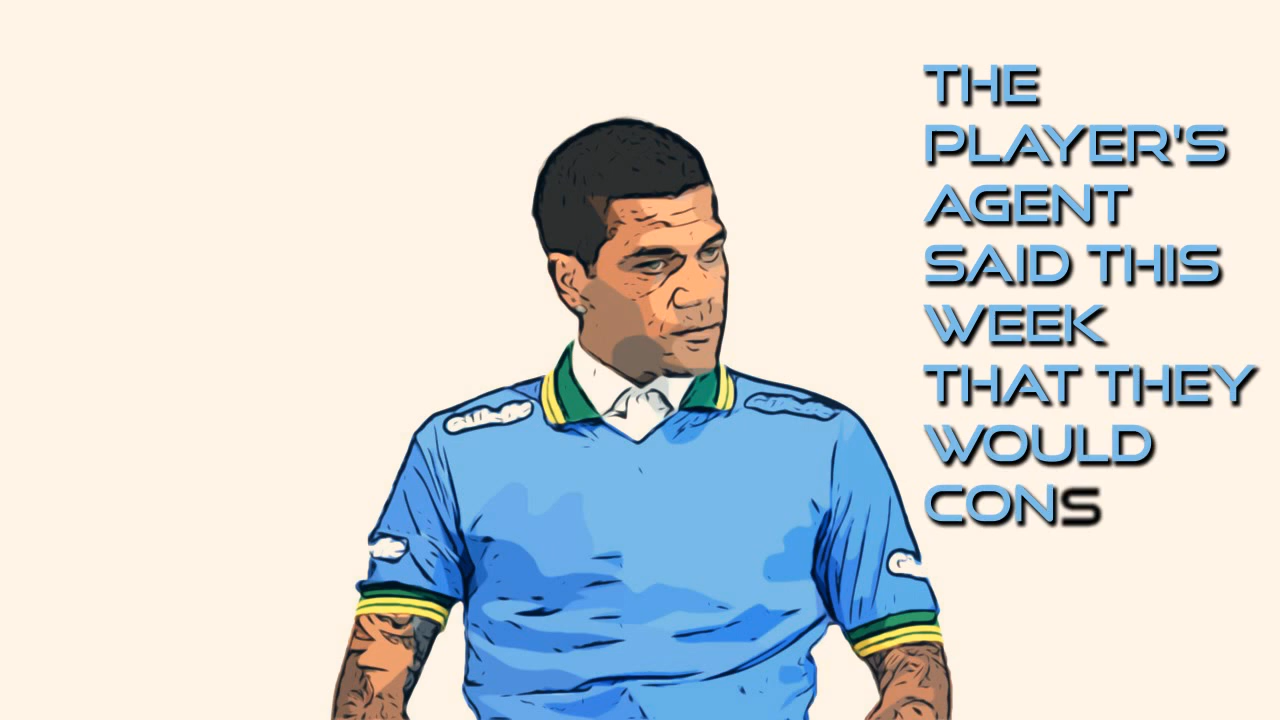 THE
PLAYER'S
AGENT
SAID THIS
WEEK
THAT THEY
WOULD
CONS